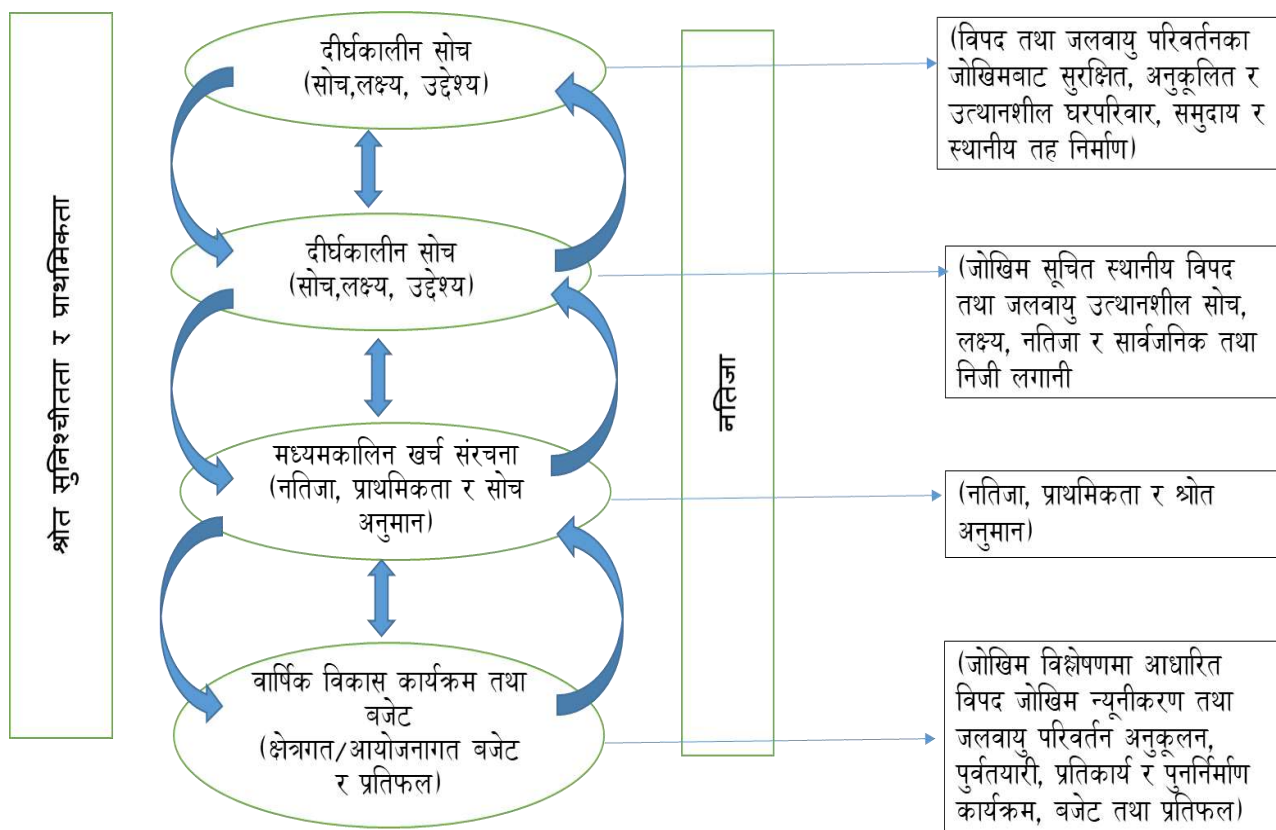 श्रोत सुनिश्चीतता र प्राथमिकता
दीर्घकालीन सोच
(सोच,लक्ष्य, उद्देश्य)
दीर्घकालीन सोच
(सोच,लक्ष्य, उद्देश्य)
मध्यमकालिन खर्च संरचना
(नतिजा, प्राथमिकता र सोच
अनुमान)
वार्षिक विकास कार्यक्रम तथा
बजेट
(क्षेत्रगत/आयोजनागत बजेट
र प्रतिफल)
नतिजा
(विपद तथा जलवायु परिवर्तनका
जोखिमबाट सुरक्षित, अनुकूलित र
उत्थानशील घरपरिवार, समुदाय र
स्थानीय तह निर्माण)
(जोखिम सूचित स्थानीय विपद
तथा जलवायु उत्थानशील सोच,
लक्ष्य, नतिजा र सार्वजनिक तथा
निजी लगानी
(नतिजा, प्राथमिकता र श्रोत
अनुमान)
(जोखिम विश्लेषणमा आधारित
विपद जोखिम न्यूनीकरण तथा
जलवायु परिवर्तन अनुकूलन,
पुर्वतयारी, प्रतिकार्य र पुनर्निर्माण
कार्यक्रम, बजेट तथा प्रतिफल)